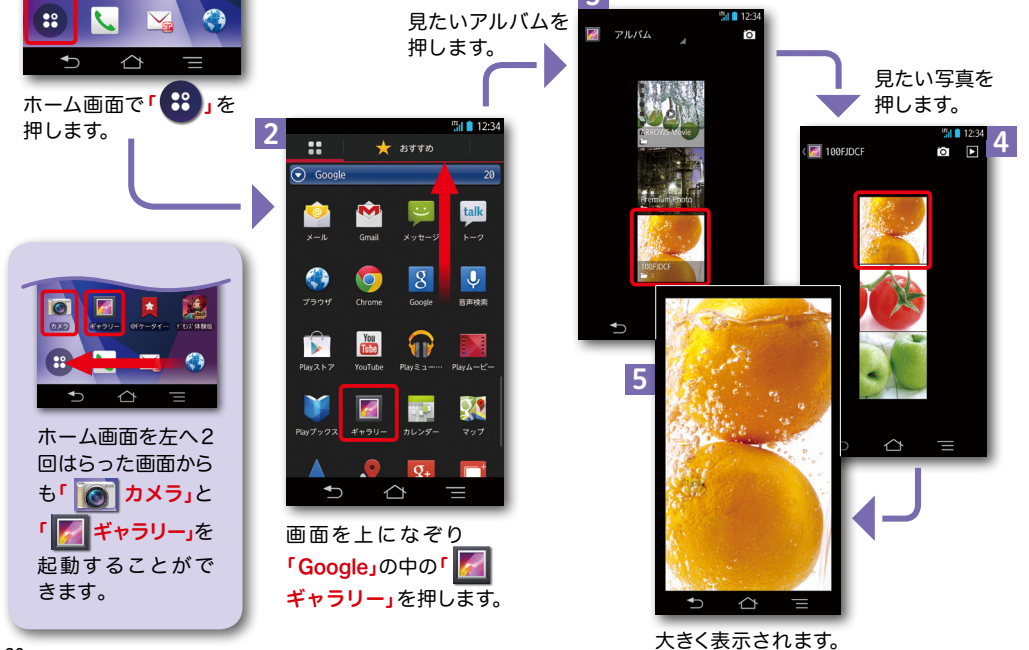 ホーム画面で「 」を
押します。
カメラ
ギャラリー
@Fケータイ…
ホーム画面を左へ2
回はらった画面から
も「 カメラ」と
「 ギャラリー」を
起動することがで
きます。
2
12:34
おすすめ
Google 20
メール Gmail メッセージ トーク
ブラウザ Chrome Google 音声検索
Playストア YouTube Playミュー… Playムービー
Playブックス ギャラリー カレンダー マップ
画面を上になぞり
「Google」の中の「
ギャラリー」を押します。
見たいアルバムを
押します。
12:34
アルバム
ARROWS Movie
Premium Photo
100FJDCF
3
見たい写真を
押します。
4
12:34
100FJDCF
5
大きく表示されます。